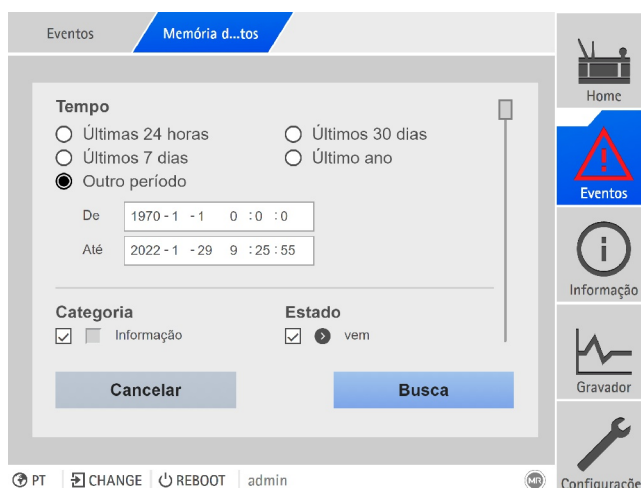 Eventos
Memória d...tos
Home
Tempo
Últimas 24 horas
Últimos 30 dias
Últimos 7 dias
Último ano
Outro período
De
1970 - 1 - 1 0 : 0 : 0
Até
2022 - 1 - 29 9 : 25 : 55
Eventos
Informação
Categoria
Estado
Informação
vem
Cancelar
Busca
Gravador
PT CHANGE REBOOT admin
MR
Configuraçõe